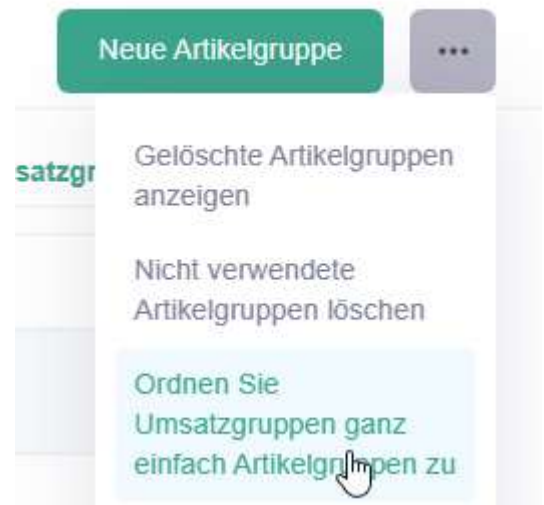 Neue Artikelgruppe
satzgr
Gelöschte Artikelgruppen
anzeigen
Nicht verwendete
Artikelgruppen löschen
Ordnen Sie
Umsatzgruppen ganz
einfach Artikelgruppen zu